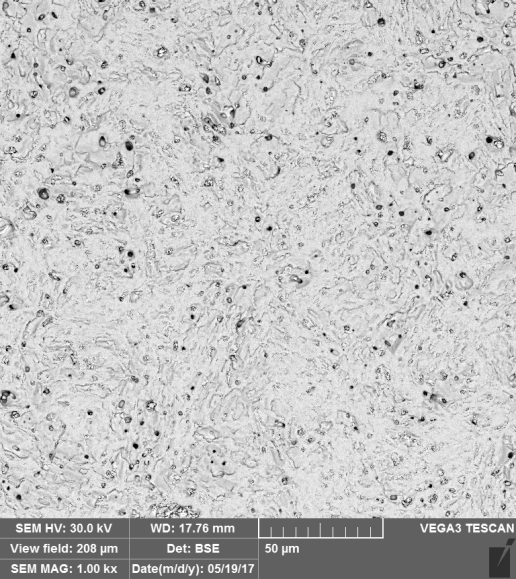 SEM HV: 30.0 kV WD: 17.76 mm VEGA3 TESCAN
View field: 208 µm Det: BSE 50 µm
SEM MAG: 1.00 kx Date(m/d/y): 05/19/17